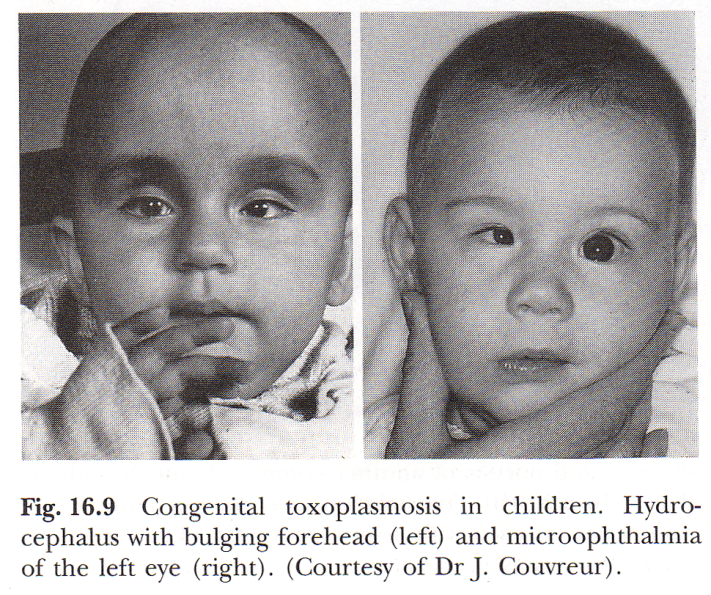 Fig. 16.9 Congenital toxoplasmosis in children. Hydro-
cephalus with bulging forehead (left) and microophthalmia
of the left eye (right). (Courtesy of Dr J. Couvreur).